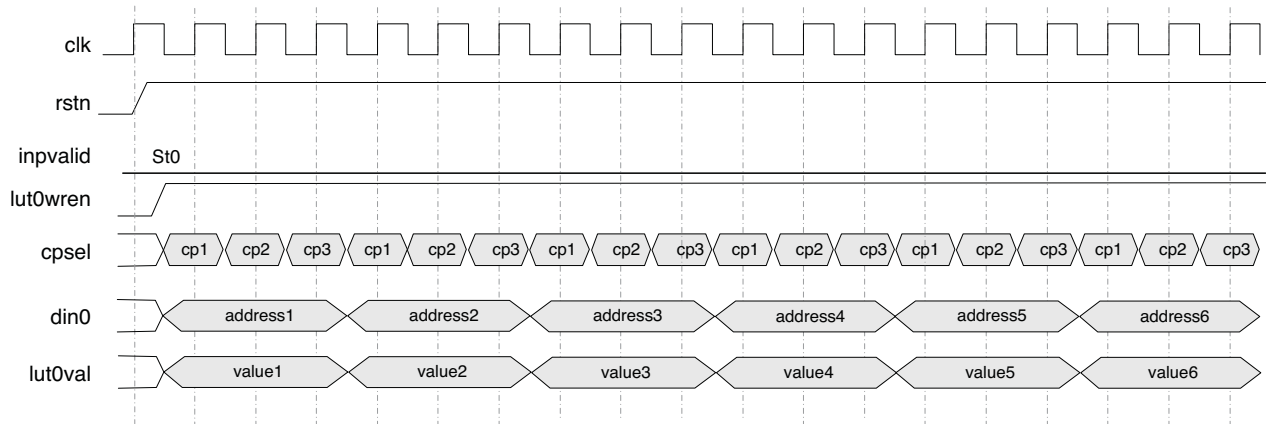 clk
rstn
inpvalid St0
lut0wren
cpsel cp1 cp2 cp3 cp1 cp2 cp3 cp1 cp2 cp3 cp1 cp2 cp3 cp1 cp2 cp3 cp1 cp2 cp3
din0 address1 address2 address3 address4 address5 address6
lut0val value1 value2 value3 value4 value5 value6